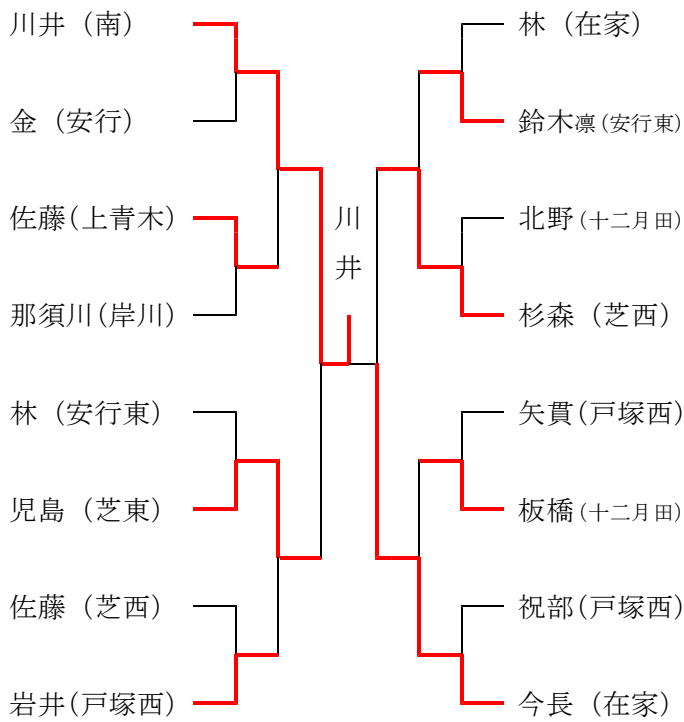 川井（南）
金（安行）
佐藤(上青木)
那須川(岸川)
林（安行東）
児島（芝東）
佐藤（芝西）
岩井(戸塚西)
川井
林（在家）
鈴木凛(安行東)
北野(十二月田)
杉森（芝西）
矢貫(戸塚西)
板橋(十二月田)
祝部(戸塚西)
今長（在家）